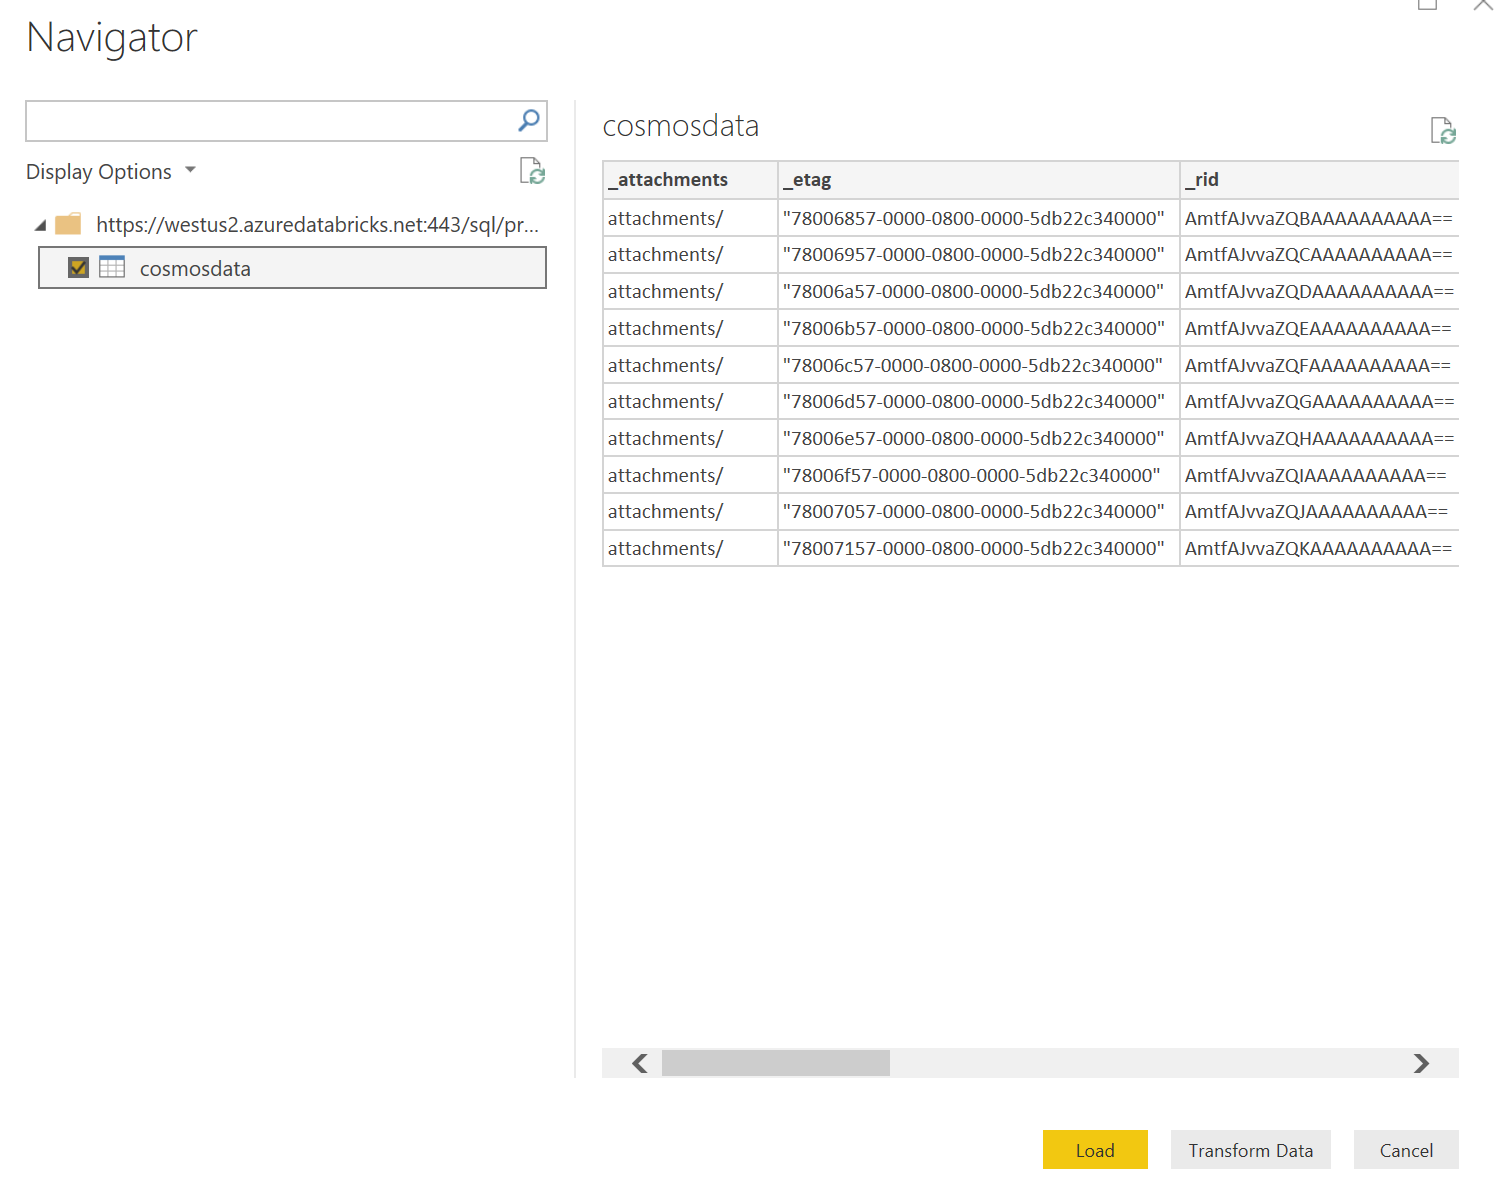 Navigator
Display Options
https://westus2.azuredatabricks.net:443/sql/pr...
cosmosdata
cosmosdata
_attachments _etag _rid
attachments/ "78006857-0000-0800-0000-5db22c340000" AmtfAJvvaZQBAAAAAAAAAA==
attachments/ "78006957-0000-0800-0000-5db22c340000" AmtfAJvvaZQCAAAAAAAAAA==
attachments/ "78006a57-0000-0800-0000-5db22c340000" AmtfAJvvaZQDAAAAAAAAAA==
attachments/ "78006b57-0000-0800-0000-5db22c340000" AmtfAJvvaZQEAAAAAAAAAA==
attachments/ "78006c57-0000-0800-0000-5db22c340000" AmtfAJvvaZQFAAAAAAAAAA==
attachments/ "78006d57-0000-0800-0000-5db22c340000" AmtfAJvvaZQGAAAAAAAAAA==
attachments/ "78006e57-0000-0800-0000-5db22c340000" AmtfAJvvaZQHAAAAAAAAAA==
attachments/ "78006f57-0000-0800-0000-5db22c340000" AmtfAJvvaZQIAAAAAAAAAA==
attachments/ "78007057-0000-0800-0000-5db22c340000" AmtfAJvvaZQJAAAAAAAAAA==
attachments/ "78007157-0000-0800-0000-5db22c340000" AmtfAJvvaZQKAAAAAAAAAA==
Load Transform Data Cancel